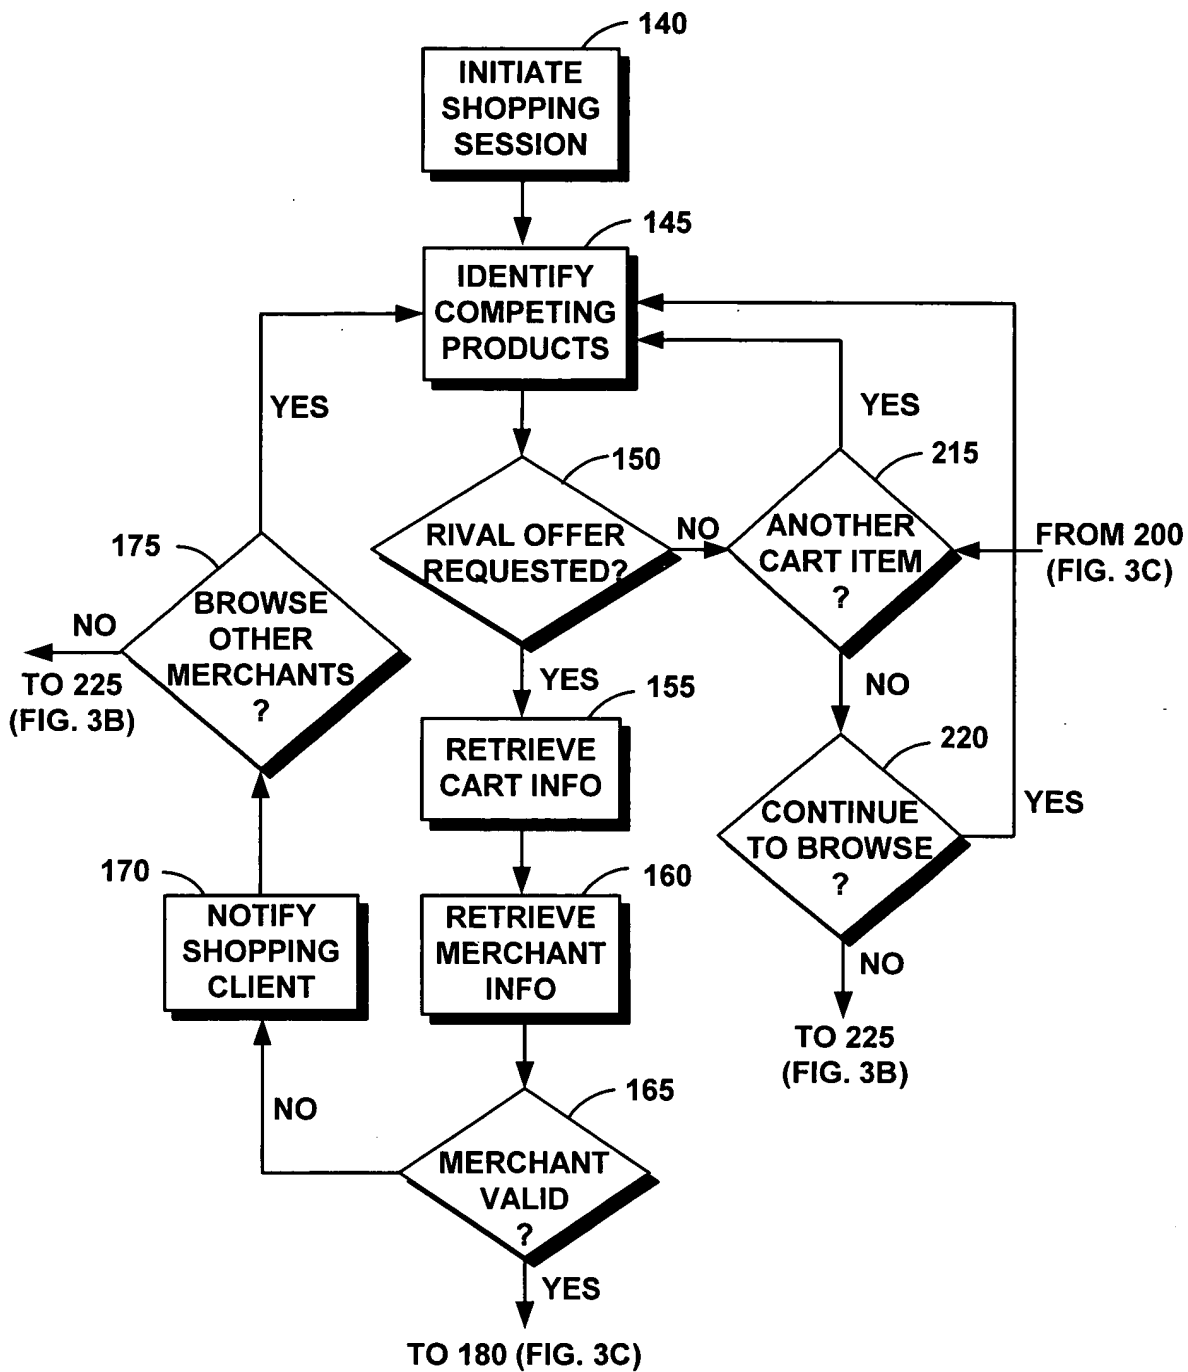 140
INITIATE
SHOPPING
SESSION
145
IDENTIFY
COMPETING
PRODUCTS
YES
YES
150
RIVAL OFFER
REQUESTED?
NO
215
ANOTHER
CART ITEM
?
FROM 200
(FIG. 3C)
175
BROWSE
OTHER
MERCHANTS
?
NO
TO 225
(FIG. 3B)
YES
155
RETRIEVE
CART INFO
NO
220
CONTINUE
TO BROWSE
?
YES
170
NOTIFY
SHOPPING
CLIENT
160
RETRIEVE
MERCHANT
INFO
NO
TO 225
(FIG. 3B)
165
MERCHANT
VALID
?
NO
YES
TO 180 (FIG. 3C)